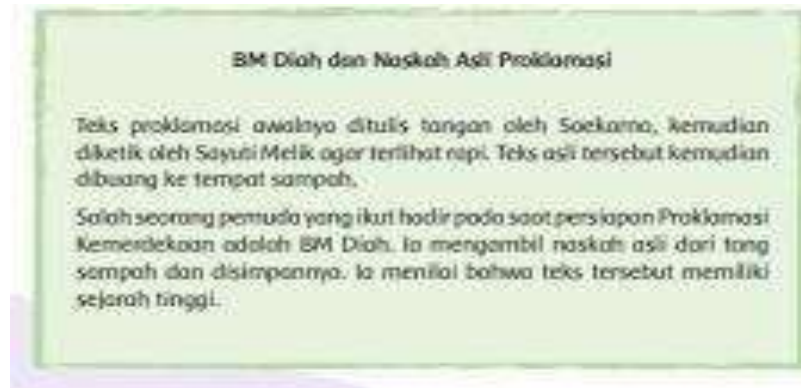 BM Diah dan Naskah Asli Proklamasi
Teks proklamasi awalnya ditulis tangan oleh Soekarno, kemudian
diketik oleh Sayuti Melik agar terlihat rapi. Teks asli tersebut kemudian
dibuang ke tempat sampah.
Salah seorang pemuda yang ikut hadir pada saat persiapan Proklamasi
Kemerdekaan adalah BM Diah. Ia mengambil naskah asli dari tong
sampah dan disimpannya. Ia menilai bahwa teks tersebut memiliki
sejarah tinggi.